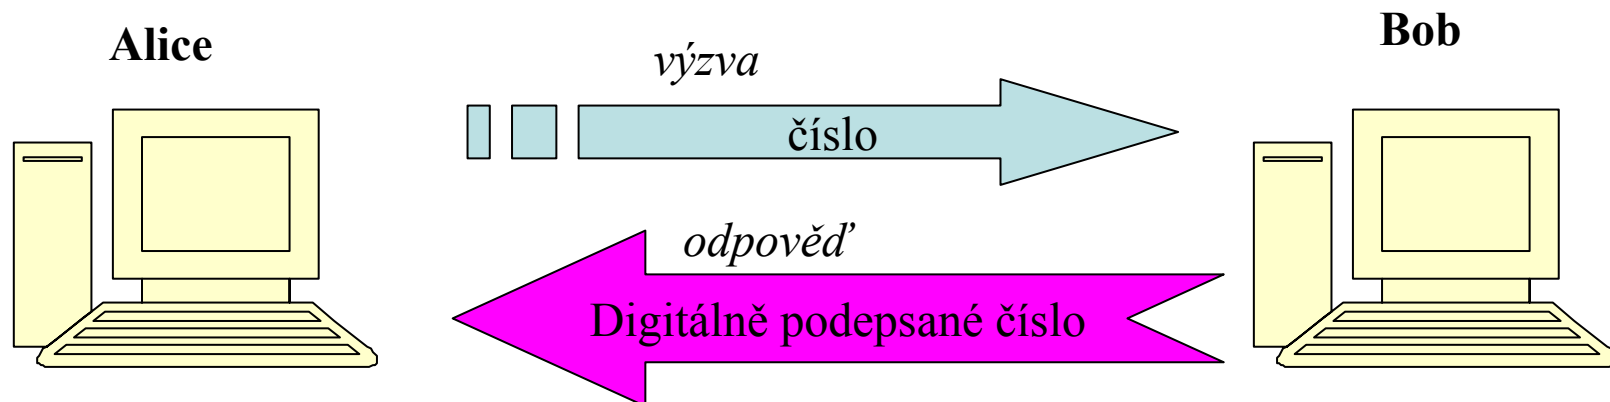 Alice
Bob
výzva
číslo
odpověď
Digitálně podepsané číslo